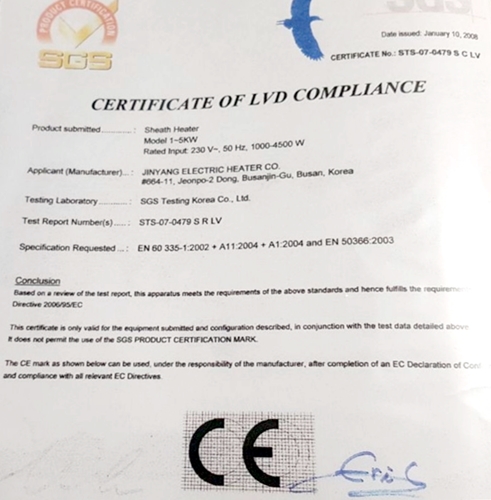 SGS
PRODUCT CERTIFICATION
SGS
Date issued: January 10, 2008
CERTIFICATE No.: STS-07-0479 S C LV
CERTIFICATE OF LVD COMPLIANCE
Product submitted............: Sheath Heater
Model 1~5KW
Rated Input: 230 V~, 50 Hz, 1000-4500 W
Applicant (Manufacturer)...: JINYANG ELECTRIC HEATER CO.
#664-11, Jeonpo-2 Dong, Busanjin-Gu, Busan, Korea
Testing Laboratory............: SGS Testing Korea Co., Ltd.
Test Report Number(s).....: STS-07-0479 S R LV
Specification Requested...: EN 60 335-1:2002 + A11:2004 + A1:2004 and EN 50366:2003
Conclusion
Based on a review of the test report, this apparatus meets the requirements of the above standards and hence fulfills the
Directive 2006/95/EC
This certificate is only valid for the equipment submitted and configuration described, in conjunction with the test data detailed above
It does not permit the use of the SGS PRODUCT CERTIFICATION MARK.
The CE mark as shown below can be used, under the responsibility of the manufacturer, after completion of an EC Declaration of
and compliance with all relevant EC Directives.
CE